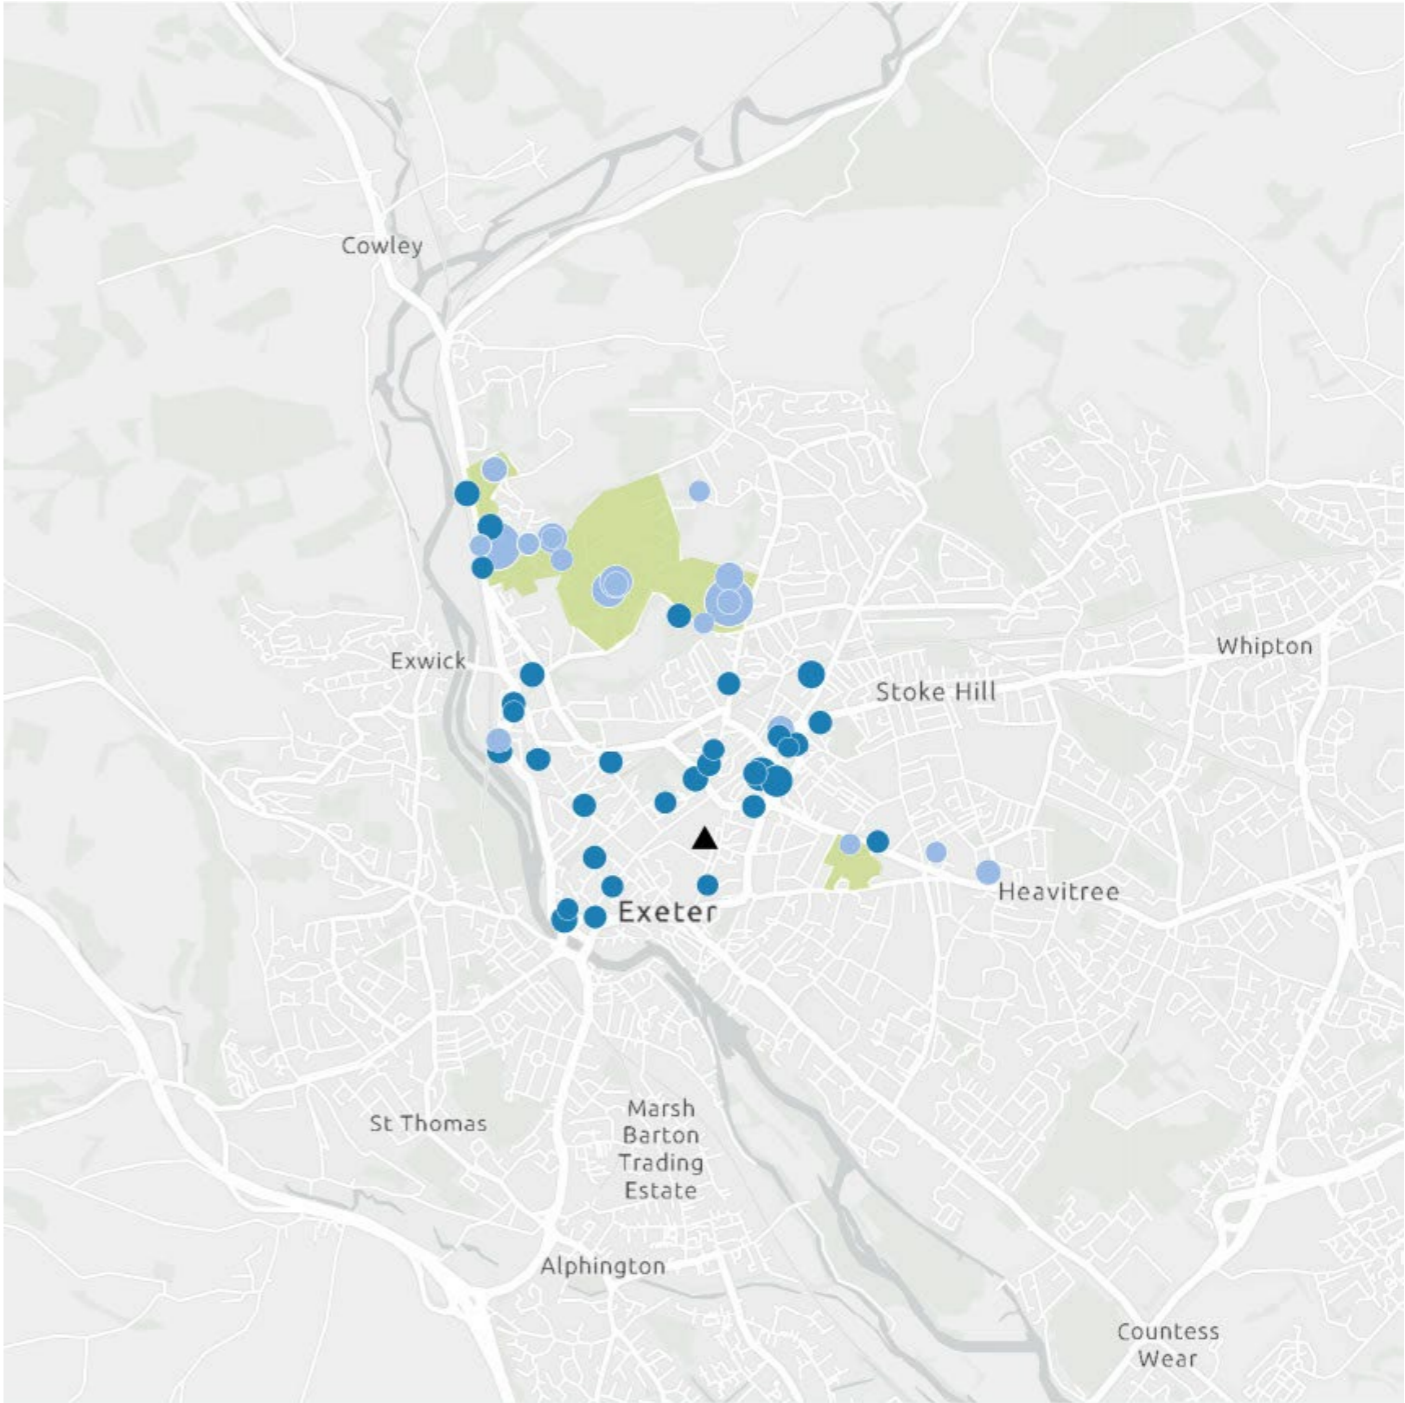 Cowley
Exwick
Whipton
Stoke Hill
Heavitree
Exeter
St Thomas
Marsh
Barton
Trading
Estate
Alphington
Countess
Wear